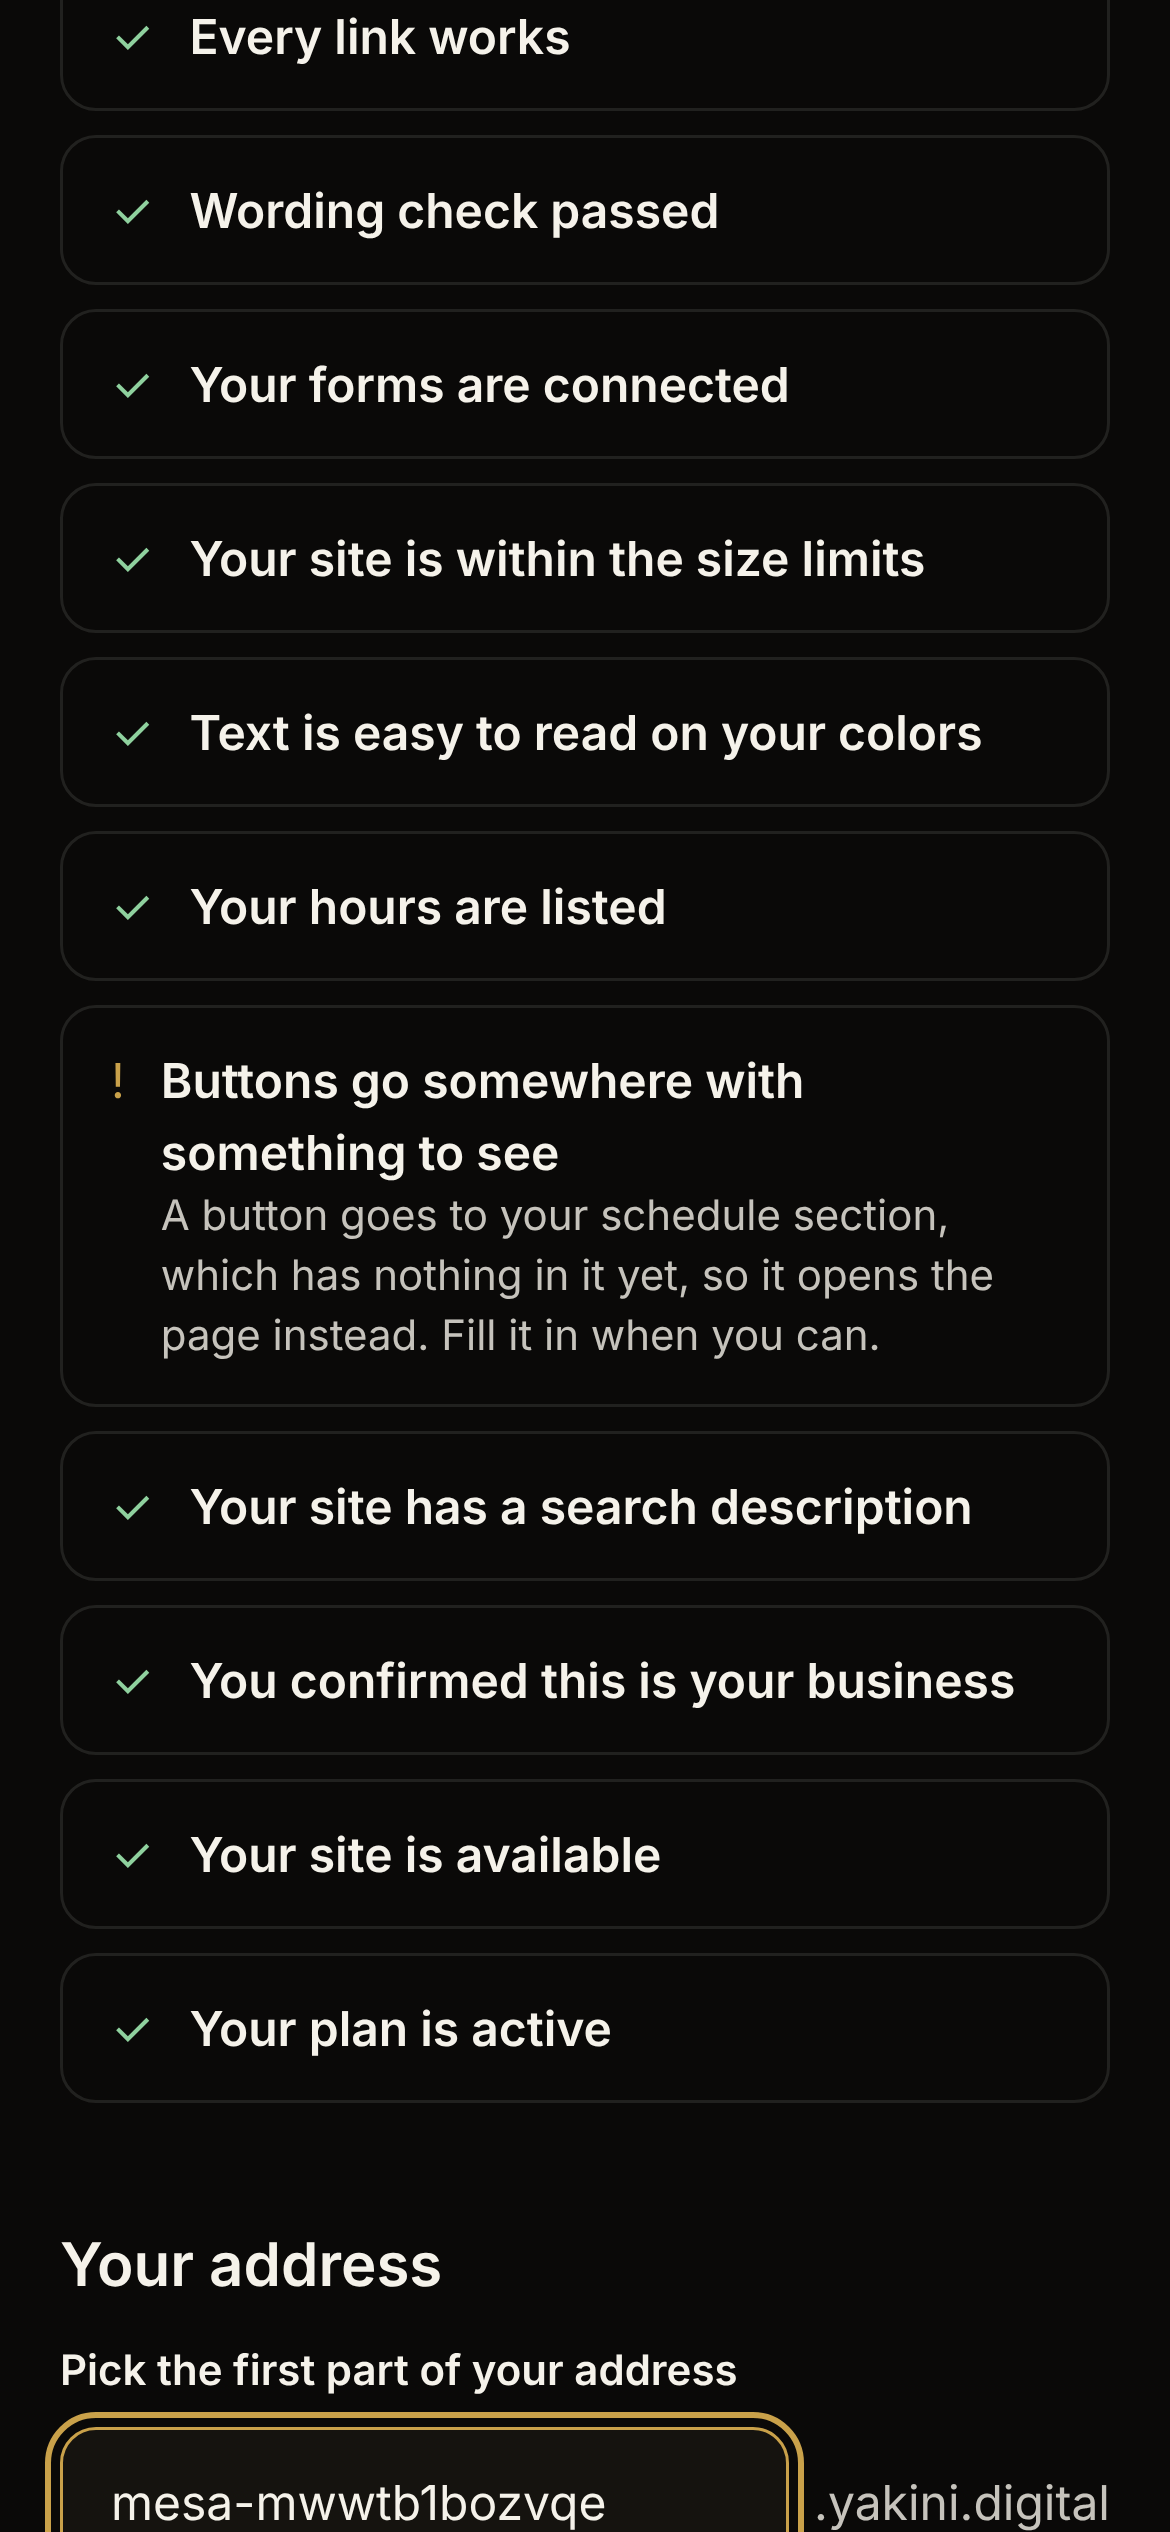 Every link works
Wording check passed
Your forms are connected
Your site is within the size limits
Text is easy to read on your colors
Your hours are listed
! Buttons go somewhere with
something to see
A button goes to your schedule section,
which has nothing in it yet, so it opens the
page instead. Fill it in when you can.
Your site has a search description
You confirmed this is your business
Your site is available
Your plan is active
Your address
Pick the first part of your address
mesa-mwwtb1bozvqe .yakini.digital